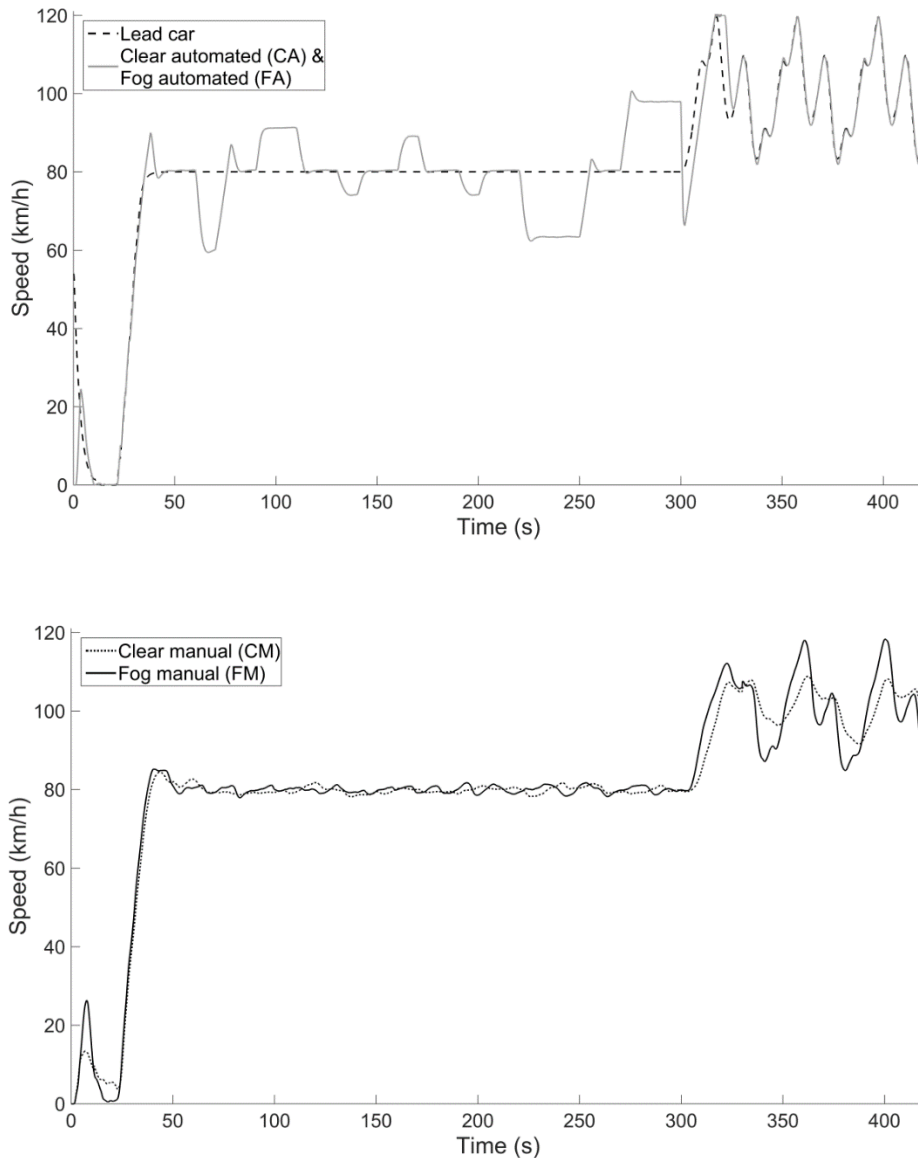 120
100
80
60
40
20
0
Speed (km/h)
Lead car
Clear automated (CA) &
Fog automated (FA)
0 50 100 150 200 250 300 350 400
Time (s)
120
100
80
60
40
20
0
Speed (km/h)
Clear manual (CM)
Fog manual (FM)
0 50 100 150 200 250 300 350 400
Time (s)